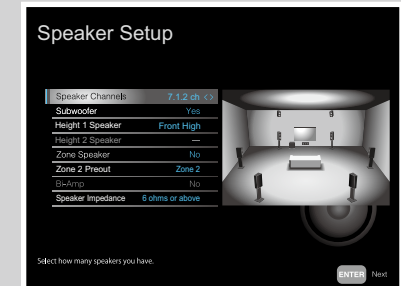 Speaker Setup
Speaker Channels 7.1.2 ch <>
Subwoofer Yes
Height 1 Speaker Front High
Height 2 Speaker —
Zone Speaker No
Zone 2 Preout Zone 2
Bi-Amp No
Speaker Impedance 6 ohms or above
Select how many speakers you have.
ENTER Next